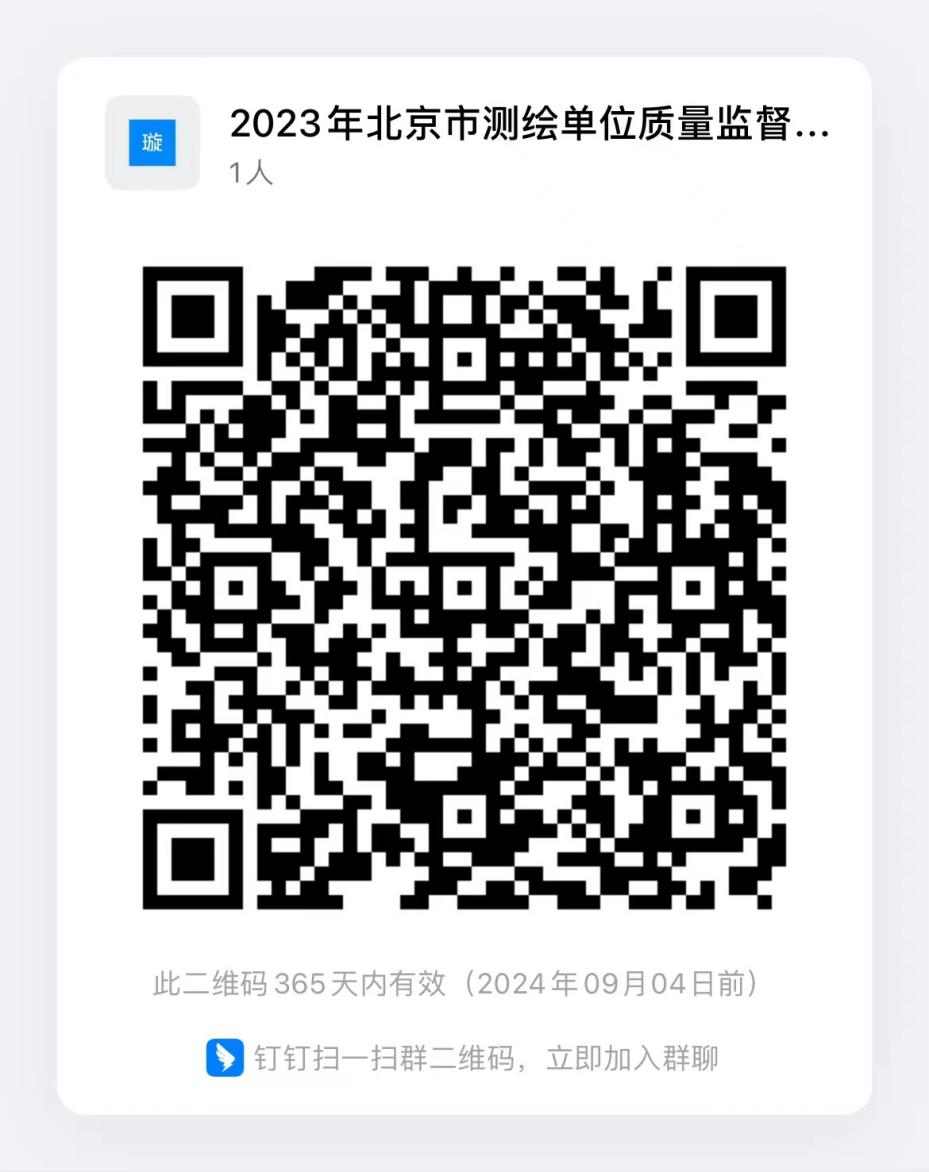 璇
2023年北京市测绘单位质量监督...
1人
此二维码365天内有效（2024年09月04日前）
钉钉扫一扫群二维码，立即加入群聊